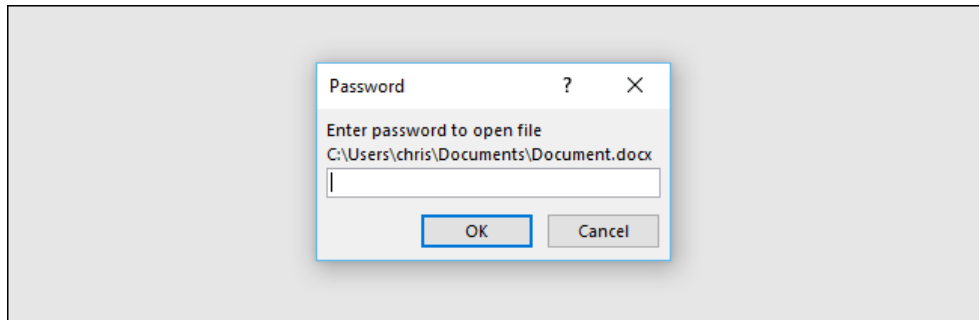 Password ?
Enter password to open file
C:\Users\chris\Documents\Document.docx
OK Cancel